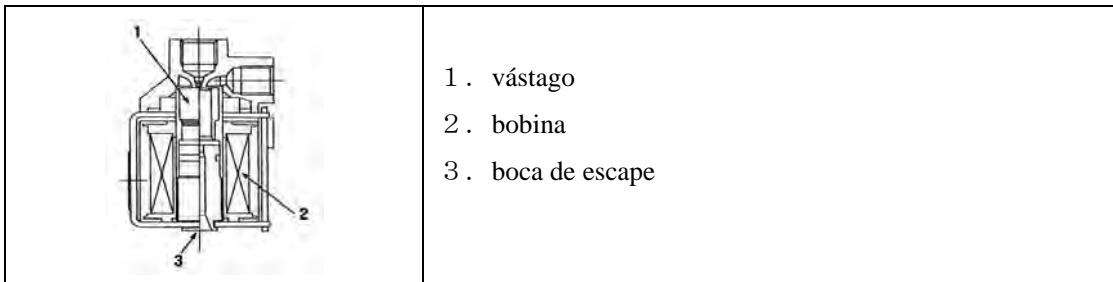 1
2
3
１．vástago
２．bobina
３．boca de escape